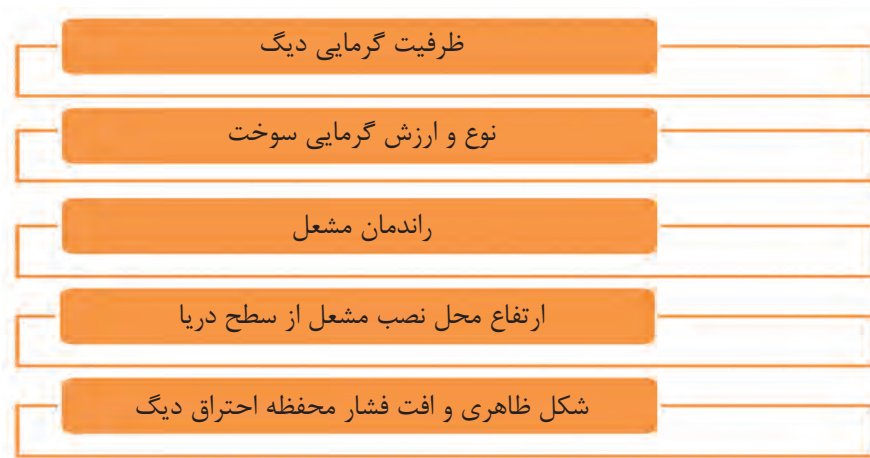 ظرفیت گرمایی دیگ
نوع و ارزش گرمایی سوخت
راندمان مشعل
ارتفاع محل نصب مشعل از سطح دریا
شکل ظاهری و افت فشار محفظه احتراق دیگ